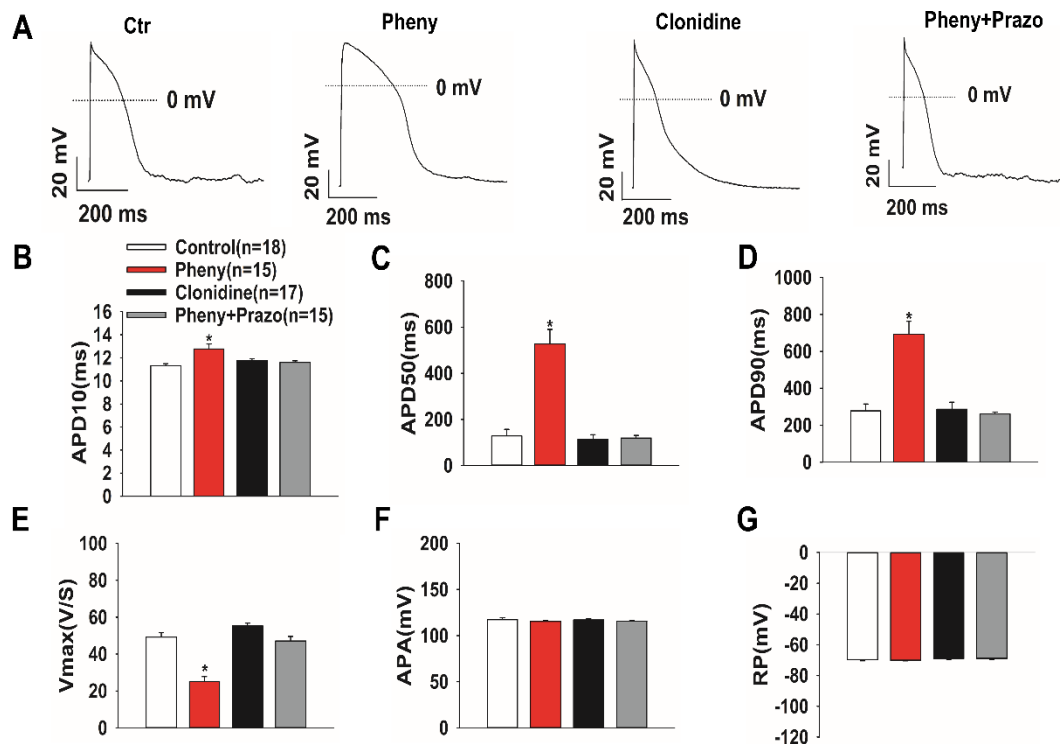 A
Ctr
Pheny
Clonidine
Pheny+Prazo
0 mV
0 mV
0 mV
0 mV
20 mV
200 ms
20 mV
200 ms
20 mV
200 ms
20 mV
200 ms
B
Control(n=18)
Pheny(n=15)
Clonidine(n=17)
Pheny+Prazo(n=15)
APD10(ms)
16
14
12
10
8
6
4
2
0
*
C
APD50(ms)
800
600
400
200
0
*
D
APD90(ms)
1000
800
600
400
200
0
*
E
Vmax(V/S)
100
80
60
40
20
0
*
F
APA(mV)
200
150
100
50
0
G
RP(mV)
0
-20
-40
-60
-80
-100
-120